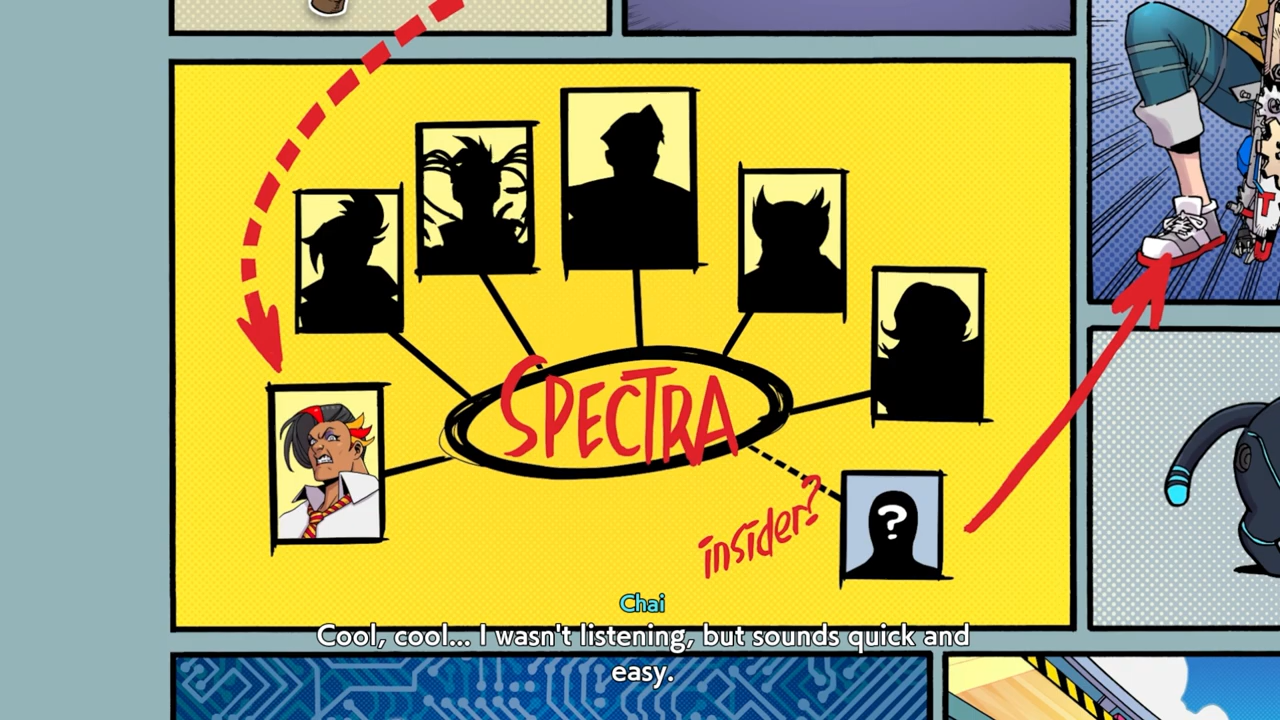 SPECTRA
insider?
?
Chai
Cool, cool... I wasn't listening, but sounds quick and
easy.
T